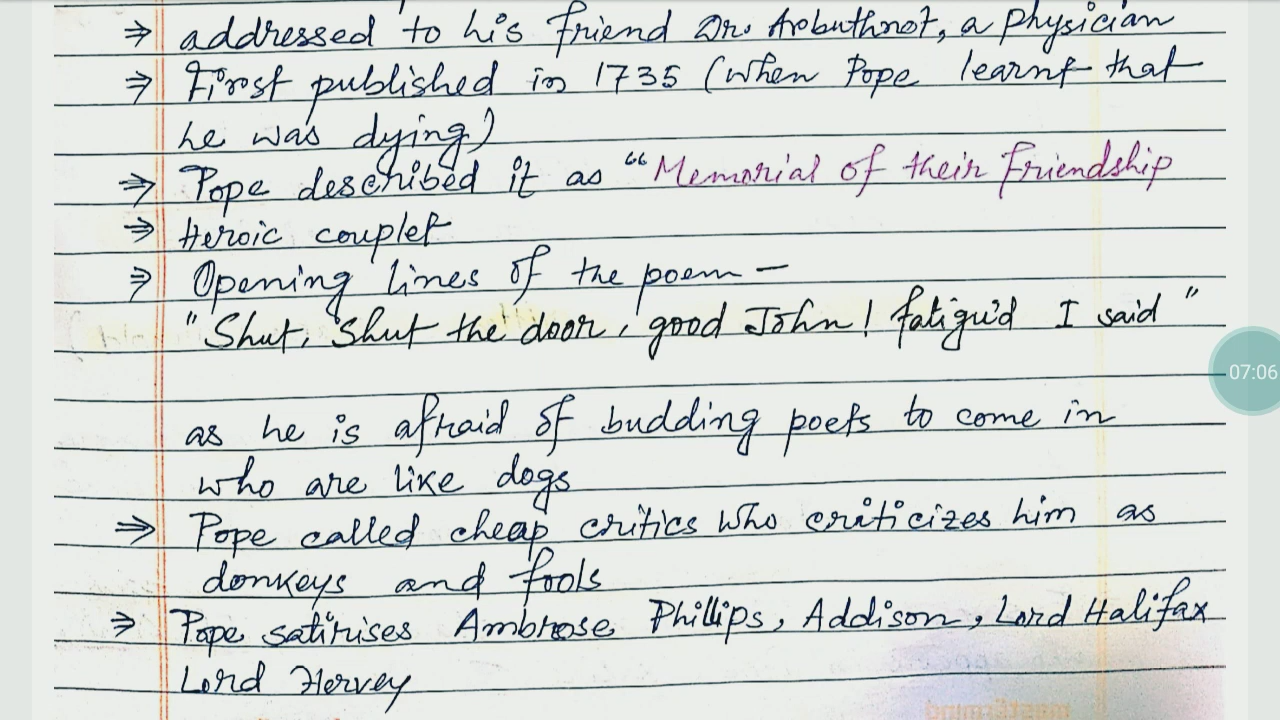 ⇒ addressed to his friend Dr. Arbuthnot, a physician
⇒ First published in 1735 (when Pope learnt that
he was dying)
⇒ Pope described it as “Memorial of their friendship
⇒ Heroic couplet
⇒ Opening lines of the poem –
"Shut, Shut the door, good John! fatigu'd I said"
07:06
as he is afraid of budding poets to come in
who are like dogs
⇒ Pope called cheap critics who criticizes him as
donkeys and fools
⇒ Pope satirises Ambrose Phillips, Addison, Lord Halifax
Lord Hervey